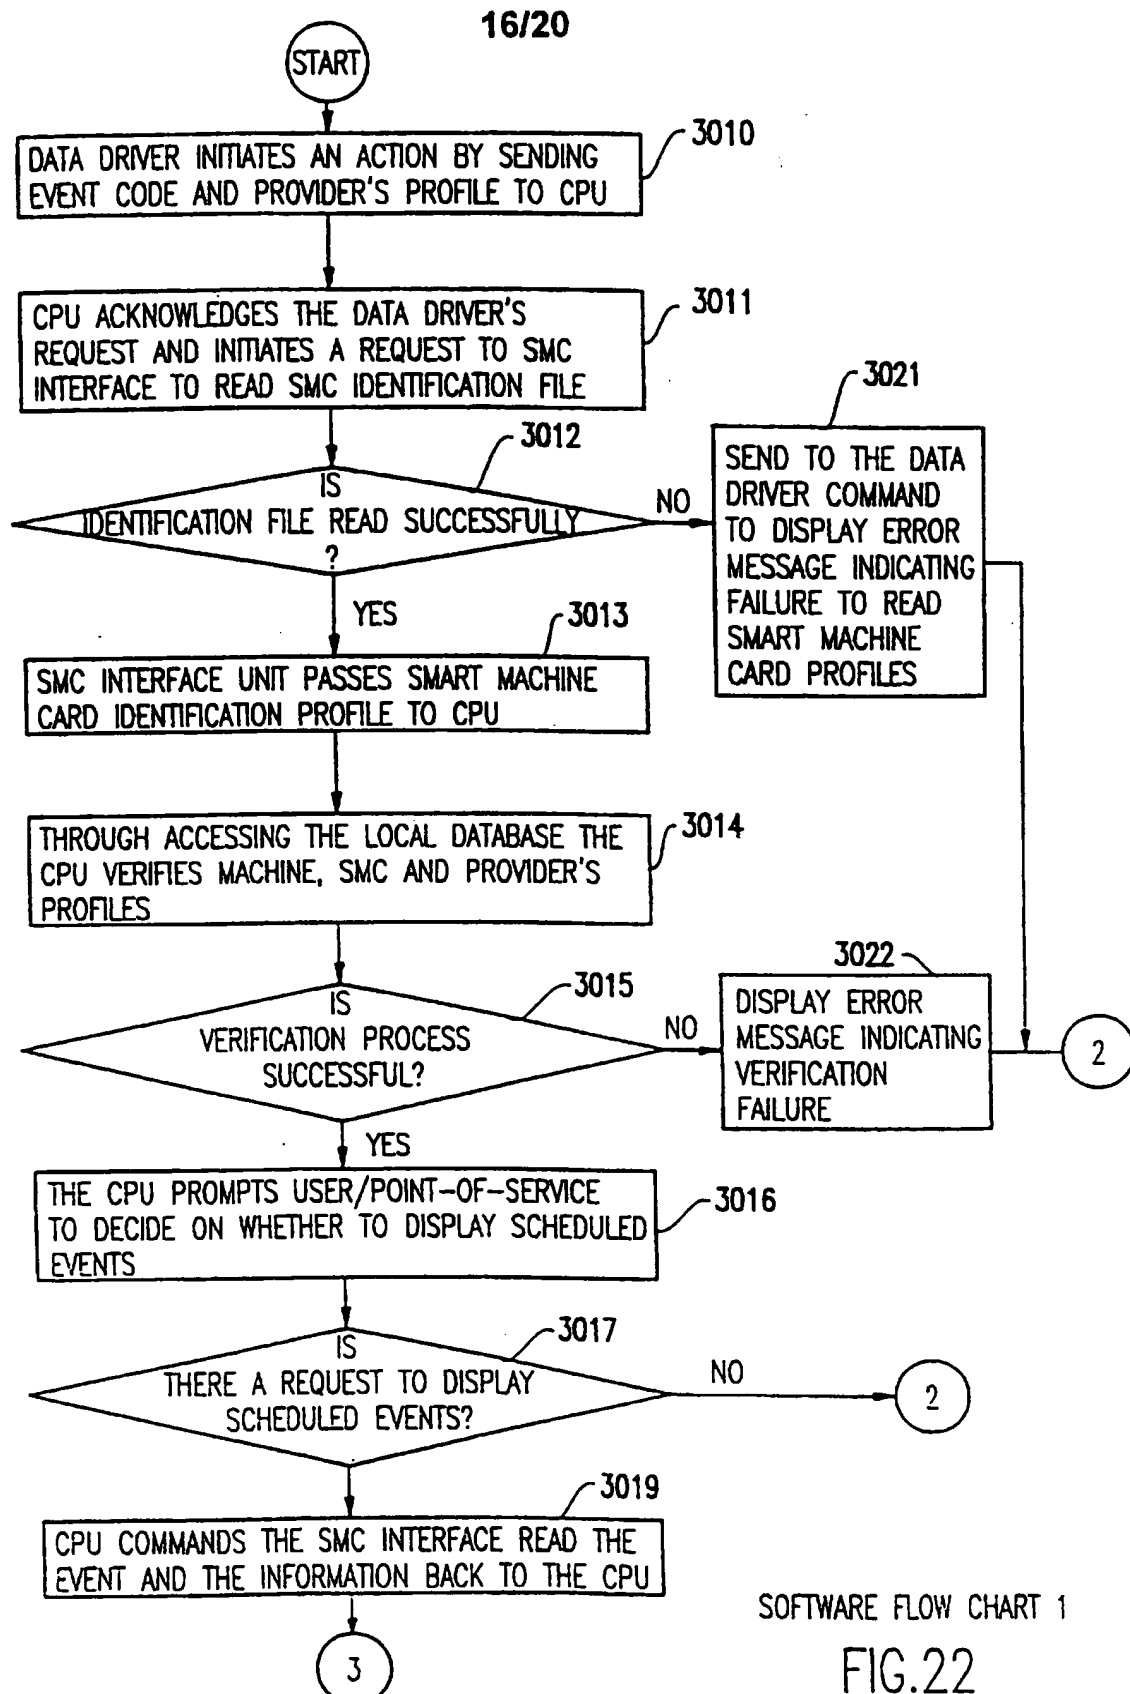 16/20
START
3010
DATA DRIVER INITIATES AN ACTION BY SENDING
EVENT CODE AND PROVIDER'S PROFILE TO CPU
3011
CPU ACKNOWLEDGES THE DATA DRIVER'S
REQUEST AND INITIATES A REQUEST TO SMC
INTERFACE TO READ SMC IDENTIFICATION FILE
3012
IS
IDENTIFICATION FILE READ SUCCESSFULLY
?
NO
YES
3021
SEND TO THE DATA
DRIVER COMMAND
TO DISPLAY ERROR
MESSAGE INDICATING
FAILURE TO READ
SMART MACHINE
CARD PROFILES
3013
SMC INTERFACE UNIT PASSES SMART MACHINE
CARD IDENTIFICATION PROFILE TO CPU
3014
THROUGH ACCESSING THE LOCAL DATABASE THE
CPU VERIFIES MACHINE, SMC AND PROVIDER'S
PROFILES
3015
IS
VERIFICATION PROCESS
SUCCESSFUL?
NO
YES
3022
DISPLAY ERROR
MESSAGE INDICATING
VERIFICATION
FAILURE
2
3016
THE CPU PROMPTS USER/POINT-OF-SERVICE
TO DECIDE ON WHETHER TO DISPLAY SCHEDULED
EVENTS
3017
IS
THERE A REQUEST TO DISPLAY
SCHEDULED EVENTS?
NO
2
3019
CPU COMMANDS THE SMC INTERFACE READ THE
EVENT AND THE INFORMATION BACK TO THE CPU
3
SOFTWARE FLOW CHART 1
FIG.22